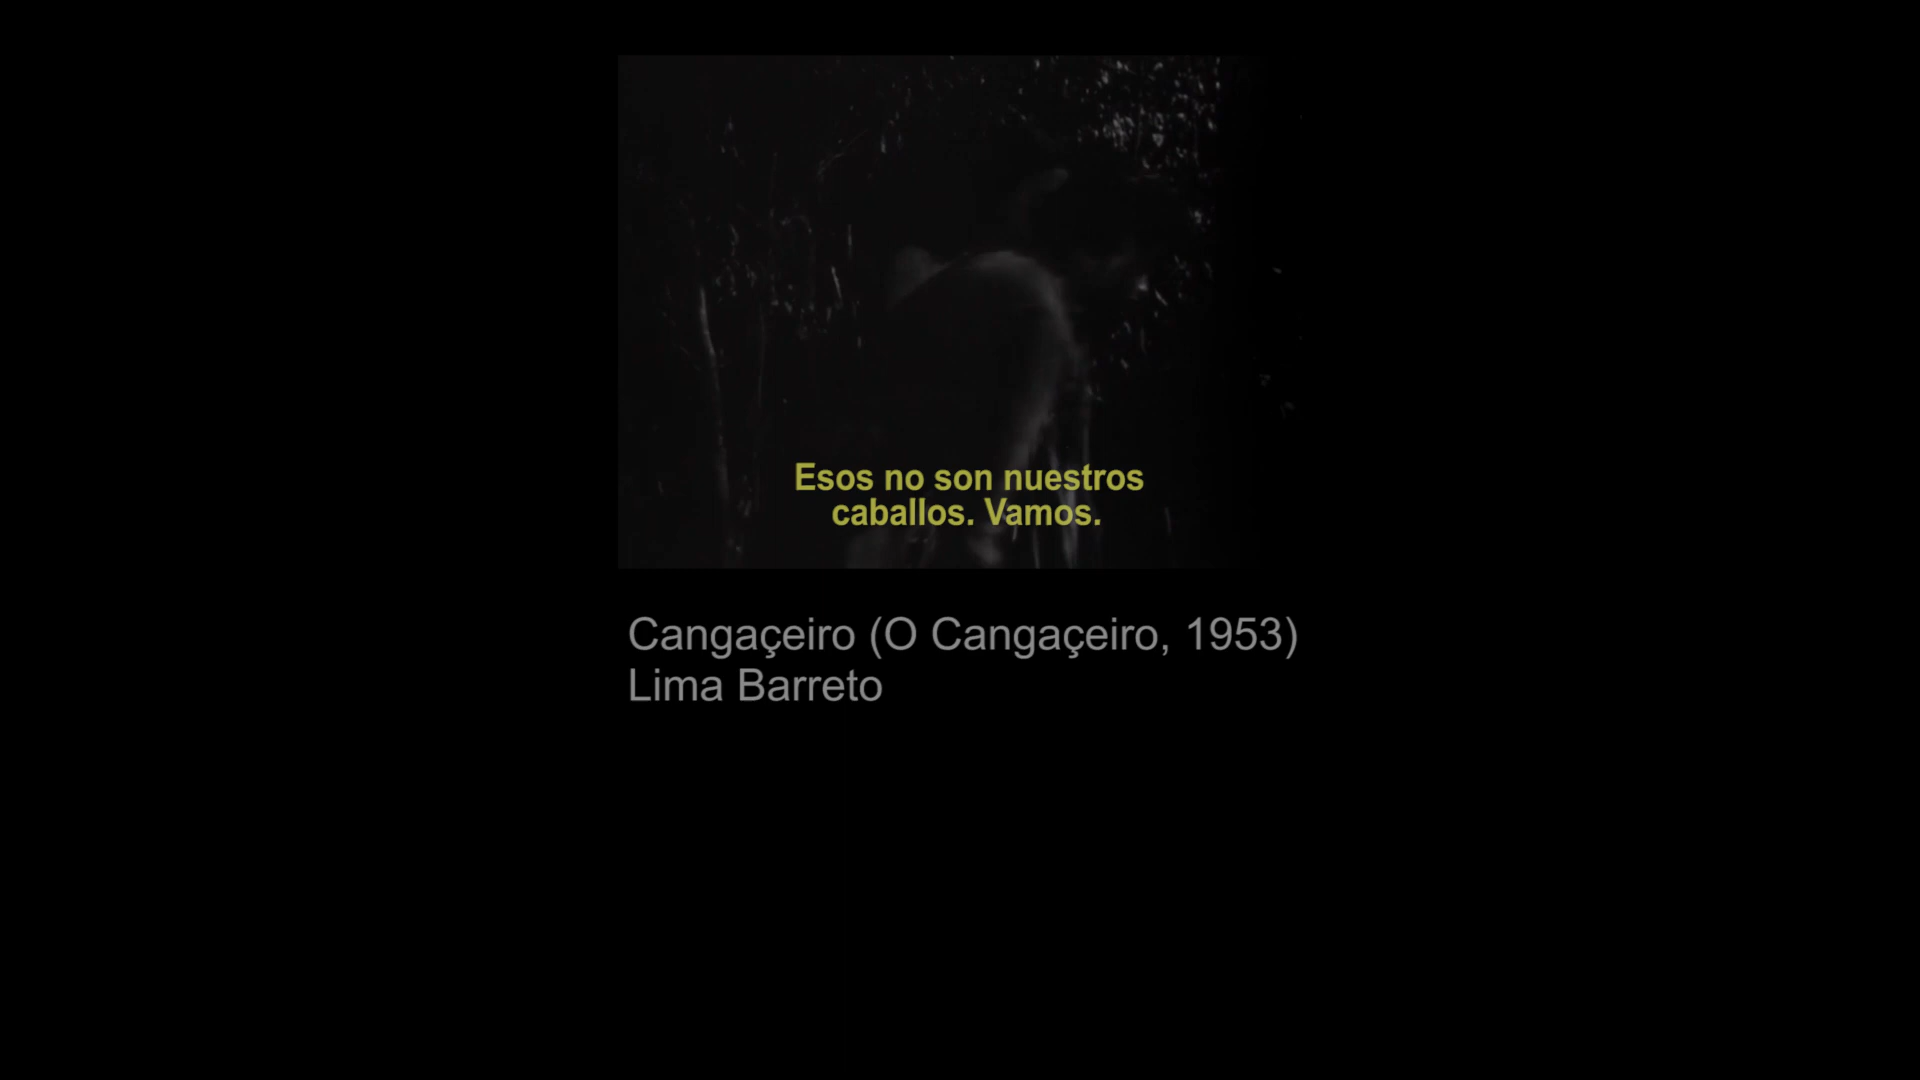 Esos no son nuestros
caballos. Vamos.
Cangaçeiro (O Cangaçeiro, 1953)
Lima Barreto